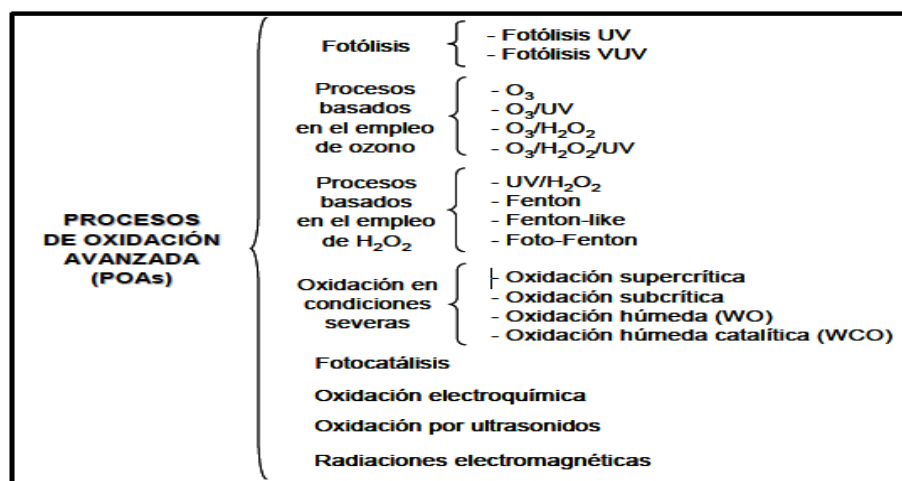 PROCESOS
DE OXIDACIÓN
AVANZADA
(POAs)
Fotólisis
- Fotólisis UV
- Fotólisis VUV
Procesos
basados
en el empleo
de ozono
- O₃
- O₃/UV
- O₃/H₂O₂
- O₃/H₂O₂/UV
Procesos
basados
en el empleo
de H₂O₂
- UV/H₂O₂
- Fenton
- Fenton-like
- Foto-Fenton
Oxidación en
condiciones
severas
- Oxidación supercrítica
- Oxidación subcrítica
- Oxidación húmeda (WO)
- Oxidación húmeda catalítica (WCO)
Fotocatálisis
Oxidación electroquímica
Oxidación por ultrasonidos
Radiaciones electromagnéticas